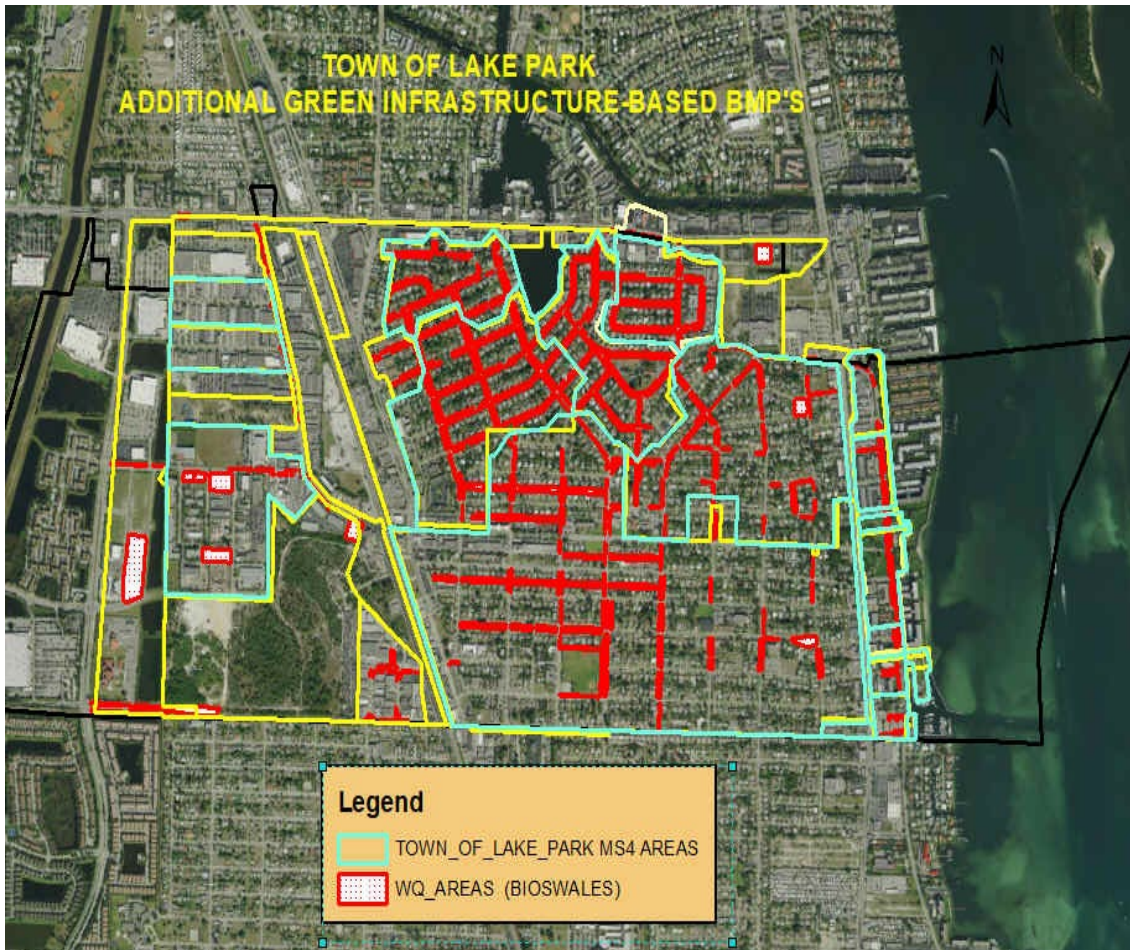 TOWN OF LAKE PARK
ADDITIONAL GREEN INFRASTRUCTURE-BASED BMP'S
N
Legend
TOWN_OF_LAKE_PARK MS4 AREAS
WQ_AREAS (BIOSWALES)